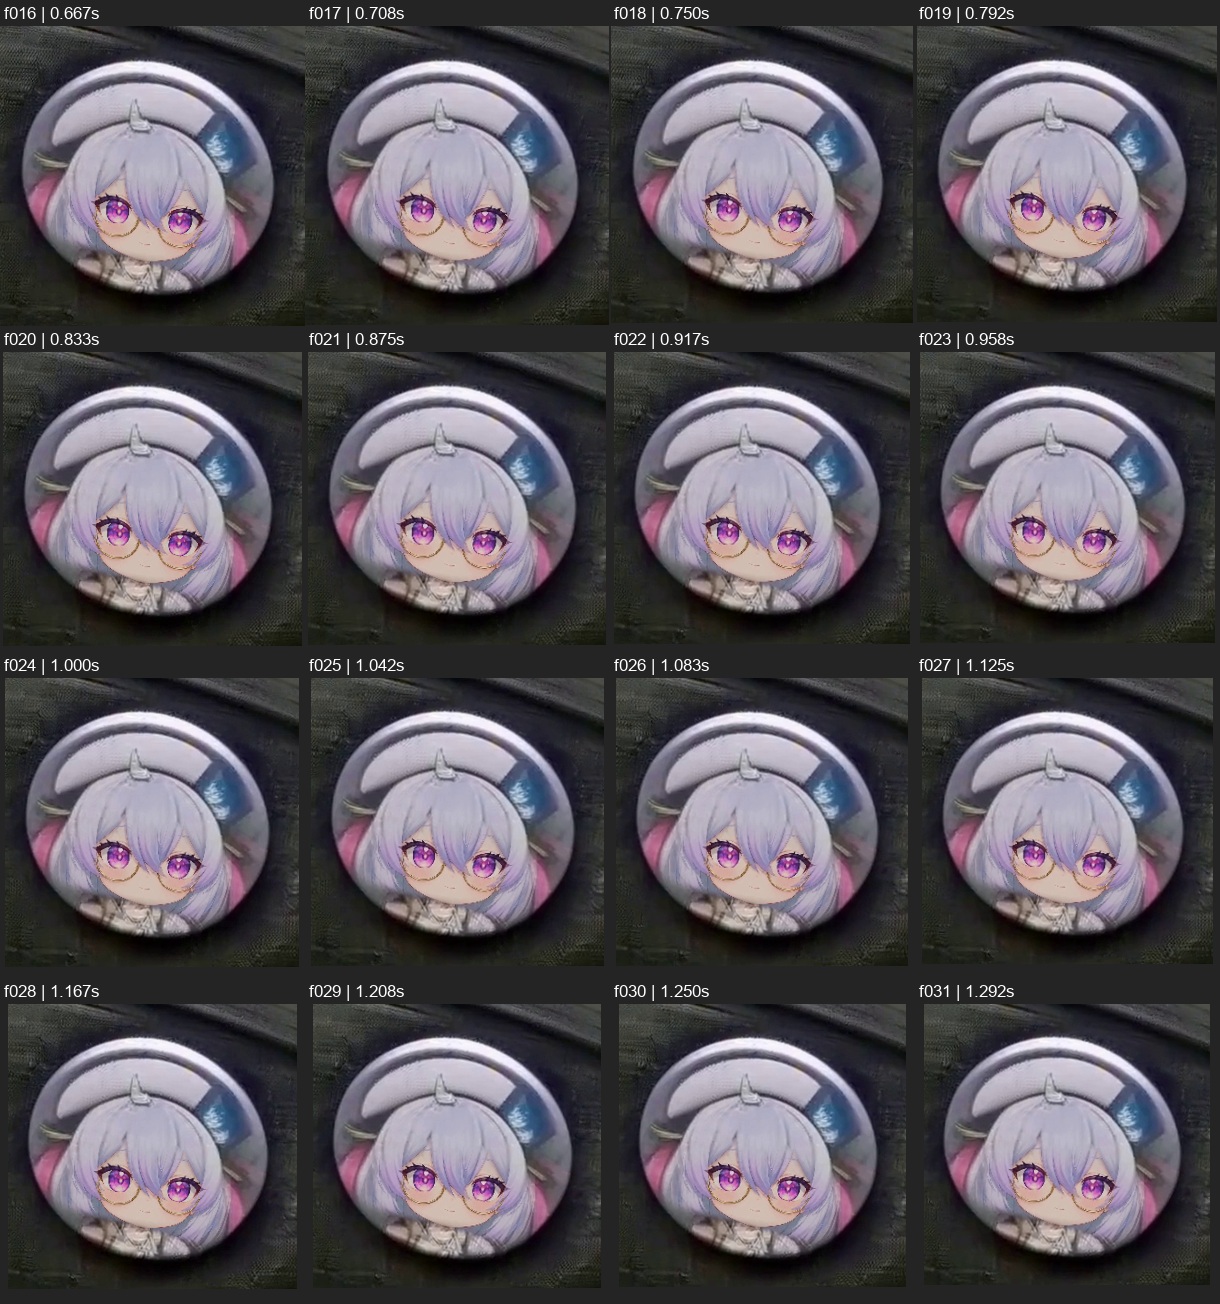 f016 | 0.667s
f017 | 0.708s
f018 | 0.750s
f019 | 0.792s
f020 | 0.833s
f021 | 0.875s
f022 | 0.917s
f023 | 0.958s
f024 | 1.000s
f025 | 1.042s
f026 | 1.083s
f027 | 1.125s
f028 | 1.167s
f029 | 1.208s
f030 | 1.250s
f031 | 1.292s